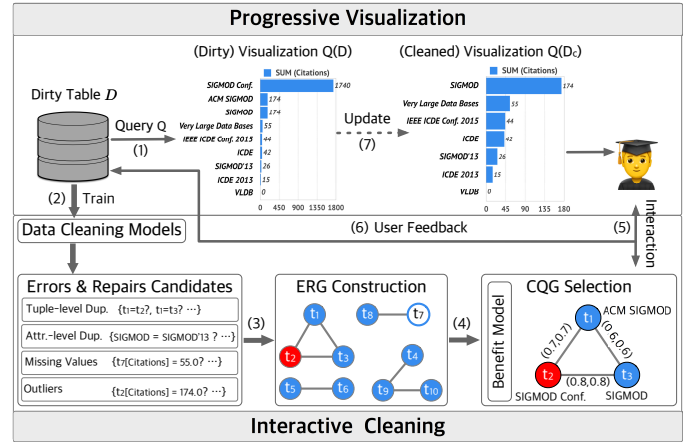 Progressive Visualization
(Dirty) Visualization Q(D)
(Cleaned) Visualization Q(Dc)
Dirty Table D
Query Q
(1)
SUM (Citations)
SIGMOD Conf. 1740
ACM SIGMOD 174
SIGMOD 174
Very Large Data Bases 55
IEEE ICDE Conf. 2015 44
ICDE 42
SIGMOD'13 26
ICDE 2013 15
VLDB 0
0 450 900 1350 1800
Update
(7)
SUM (Citations)
SIGMOD 174
Very Large Data Bases 55
IEEE ICDE Conf. 2015 44
ICDE 42
SIGMOD'13 26
ICDE 2013 15
VLDB 0
0 45 90 135 180
(2) Train
(6) User Feedback
(5)
Interaction
Data Cleaning Models
Errors & Repairs Candidates
Tuple-level Dup. {t1=t2?, t1=t3? ···}
Attr.-level Dup. {SIGMOD = SIGMOD'13 ? ···}
Missing Values {t7[Citations] = 55.0? ···}
Outliers {t2[Citations] = 174.0? ···}
(3)
ERG Construction
t1 t8 t7
t2 t3 t4
t5 t6 t9 t10
(4)
CQG Selection
Benefit Model
t1 ACM SIGMOD
(0.7,0.7) (0.6,0.6)
t2 t3
(0.8,0.8)
SIGMOD Conf. SIGMOD
Interactive Cleaning